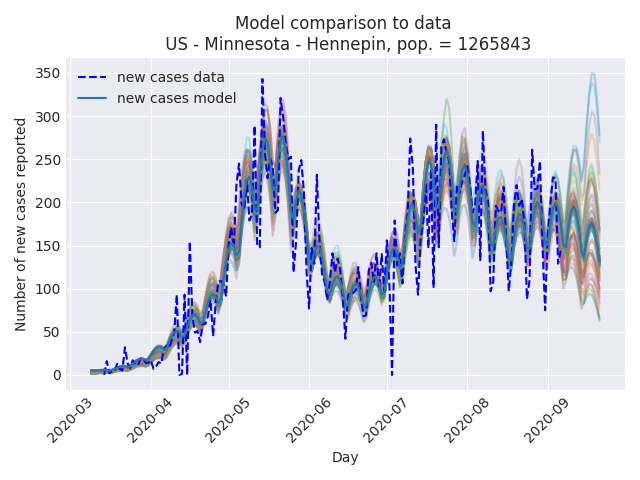 Model comparison to data
US - Minnesota - Hennepin, pop. = 1265843
new cases data
new cases model
Number of new cases reported
350
300
250
200
150
100
50
0
2020-03
2020-04
2020-05
2020-06
2020-07
2020-08
2020-09
Day